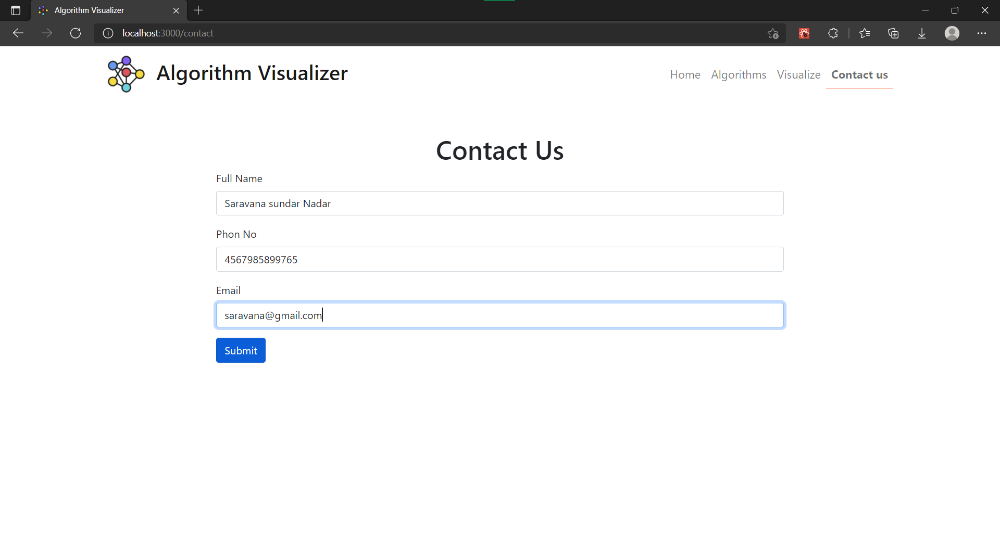 Algorithm Visualizer
localhost:3000/contact
Algorithm Visualizer
Home Algorithms Visualize Contact us
Contact Us
Full Name
Saravana sundar Nadar
Phon No
4567985899765
Email
saravana@gmail.com
Submit